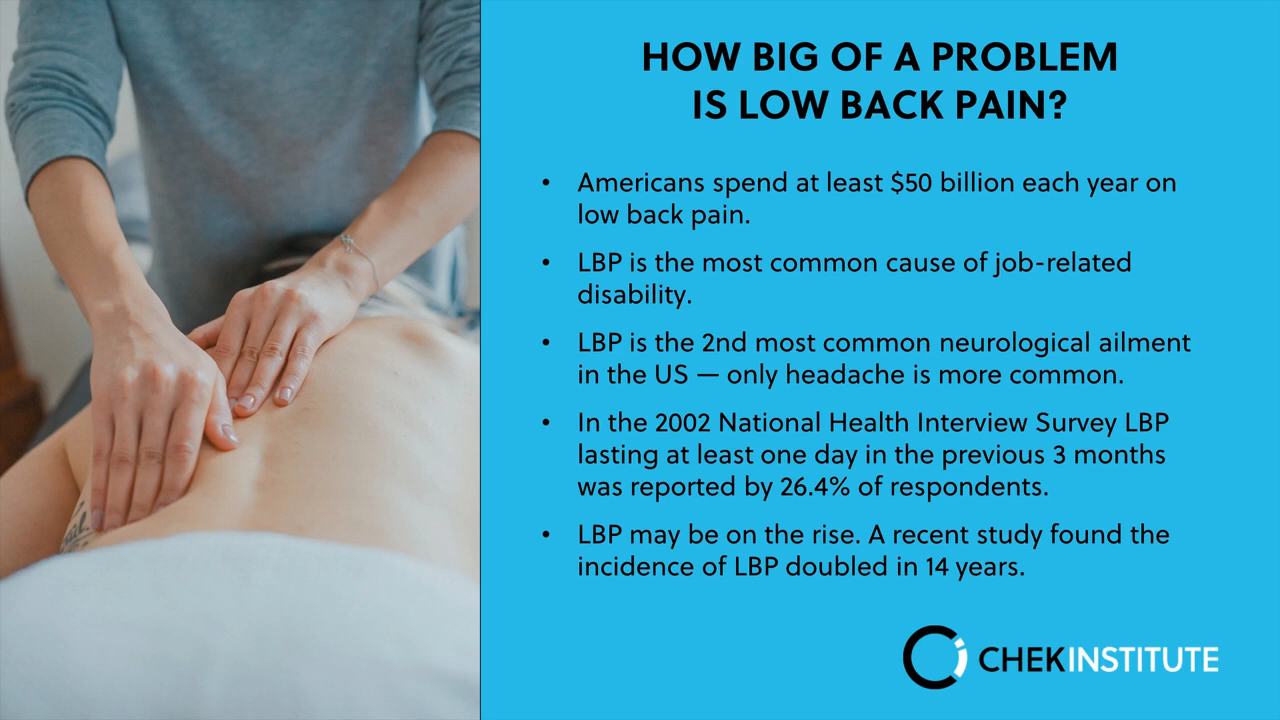 HOW BIG OF A PROBLEM
IS LOW BACK PAIN?
• Americans spend at least $50 billion each year on
low back pain.
• LBP is the most common cause of job-related
disability.
• LBP is the 2nd most common neurological ailment
in the US — only headache is more common.
• In the 2002 National Health Interview Survey LBP
lasting at least one day in the previous 3 months
was reported by 26.4% of respondents.
• LBP may be on the rise. A recent study found the
incidence of LBP doubled in 14 years.
CHEKINSTITUTE